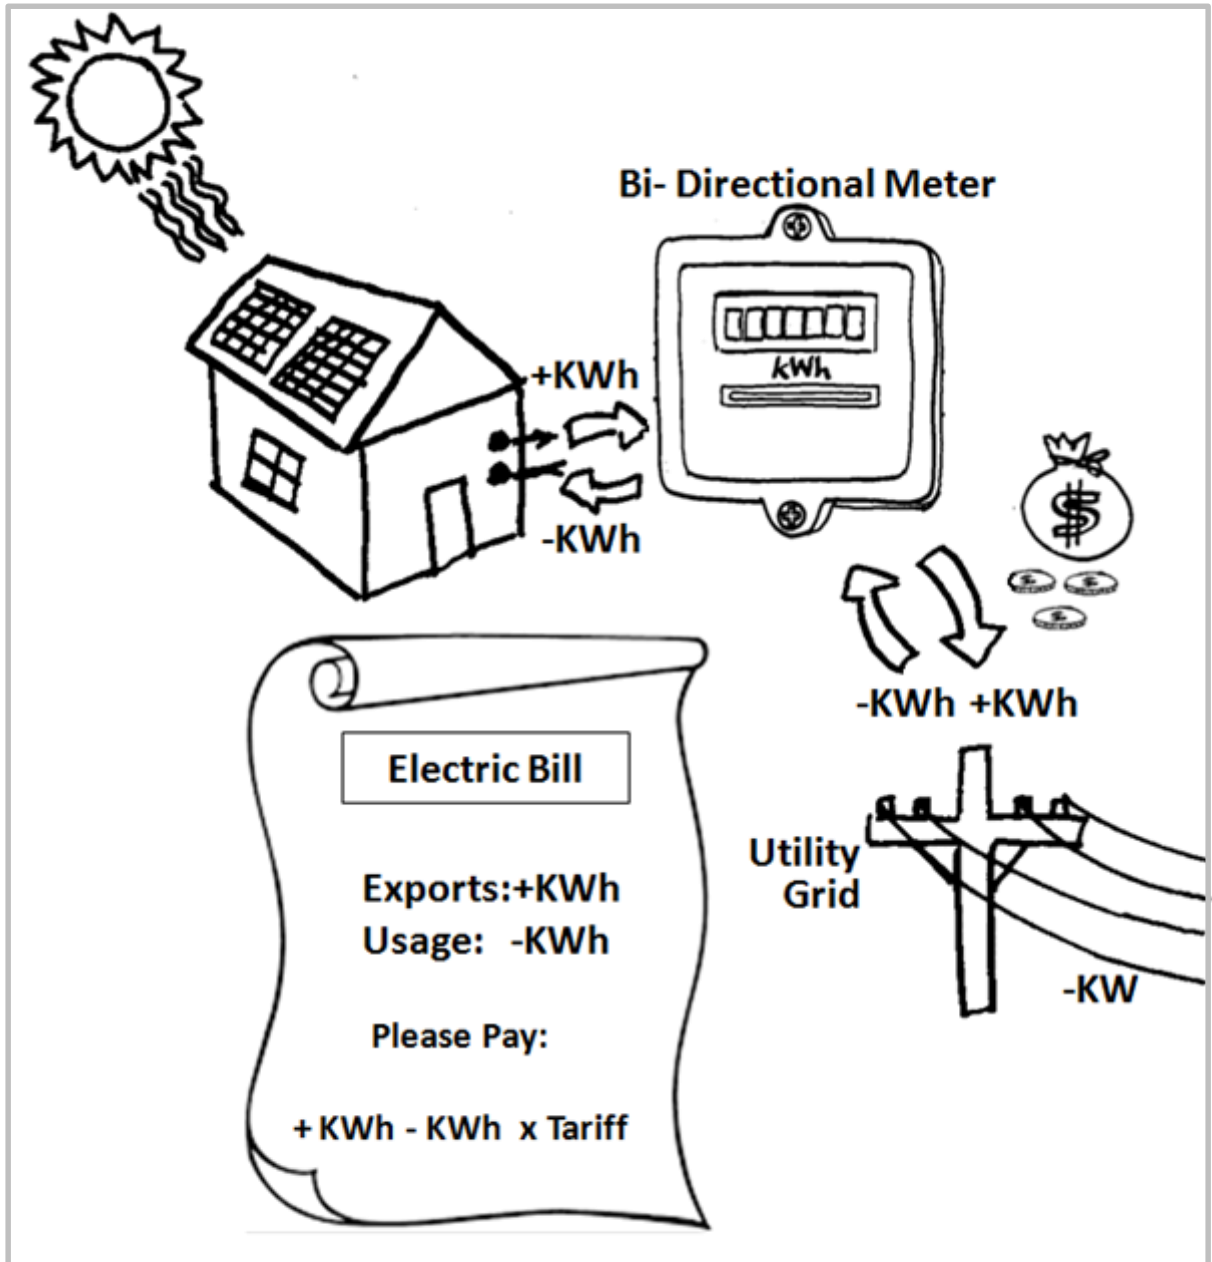 Bi- Directional Meter
kWh
+KWh
-KWh
$
-KWh +KWh
Electric Bill
Utility
Grid
Exports:+KWh
Usage: -KWh
-KW
Please Pay:
+ KWh - KWh x Tariff